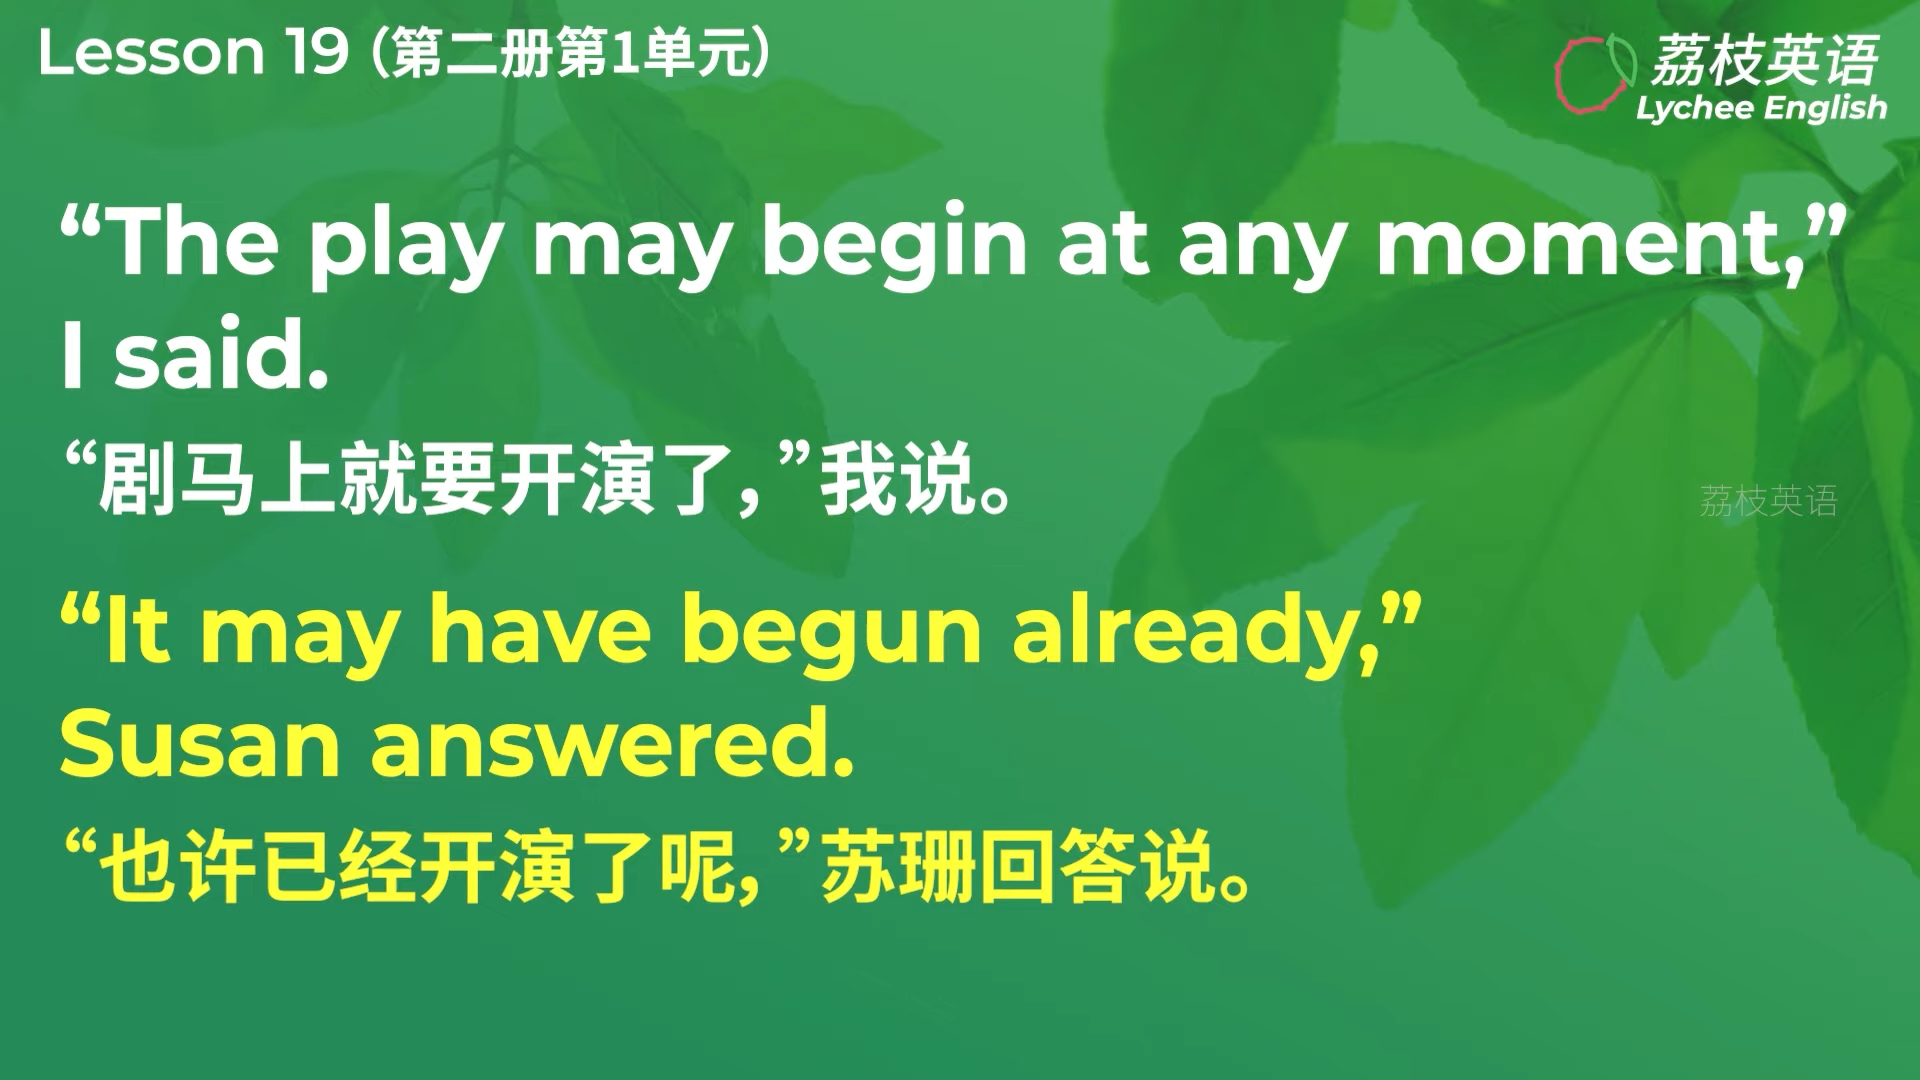 Lesson 19（第二册第1单元）
荔枝英语
Lychee English
“The play may begin at any moment,”
I said.
“剧马上就要开演了，”我说。
荔枝英语
“It may have begun already,”
Susan answered.
“也许已经开演了呢，”苏珊回答说。